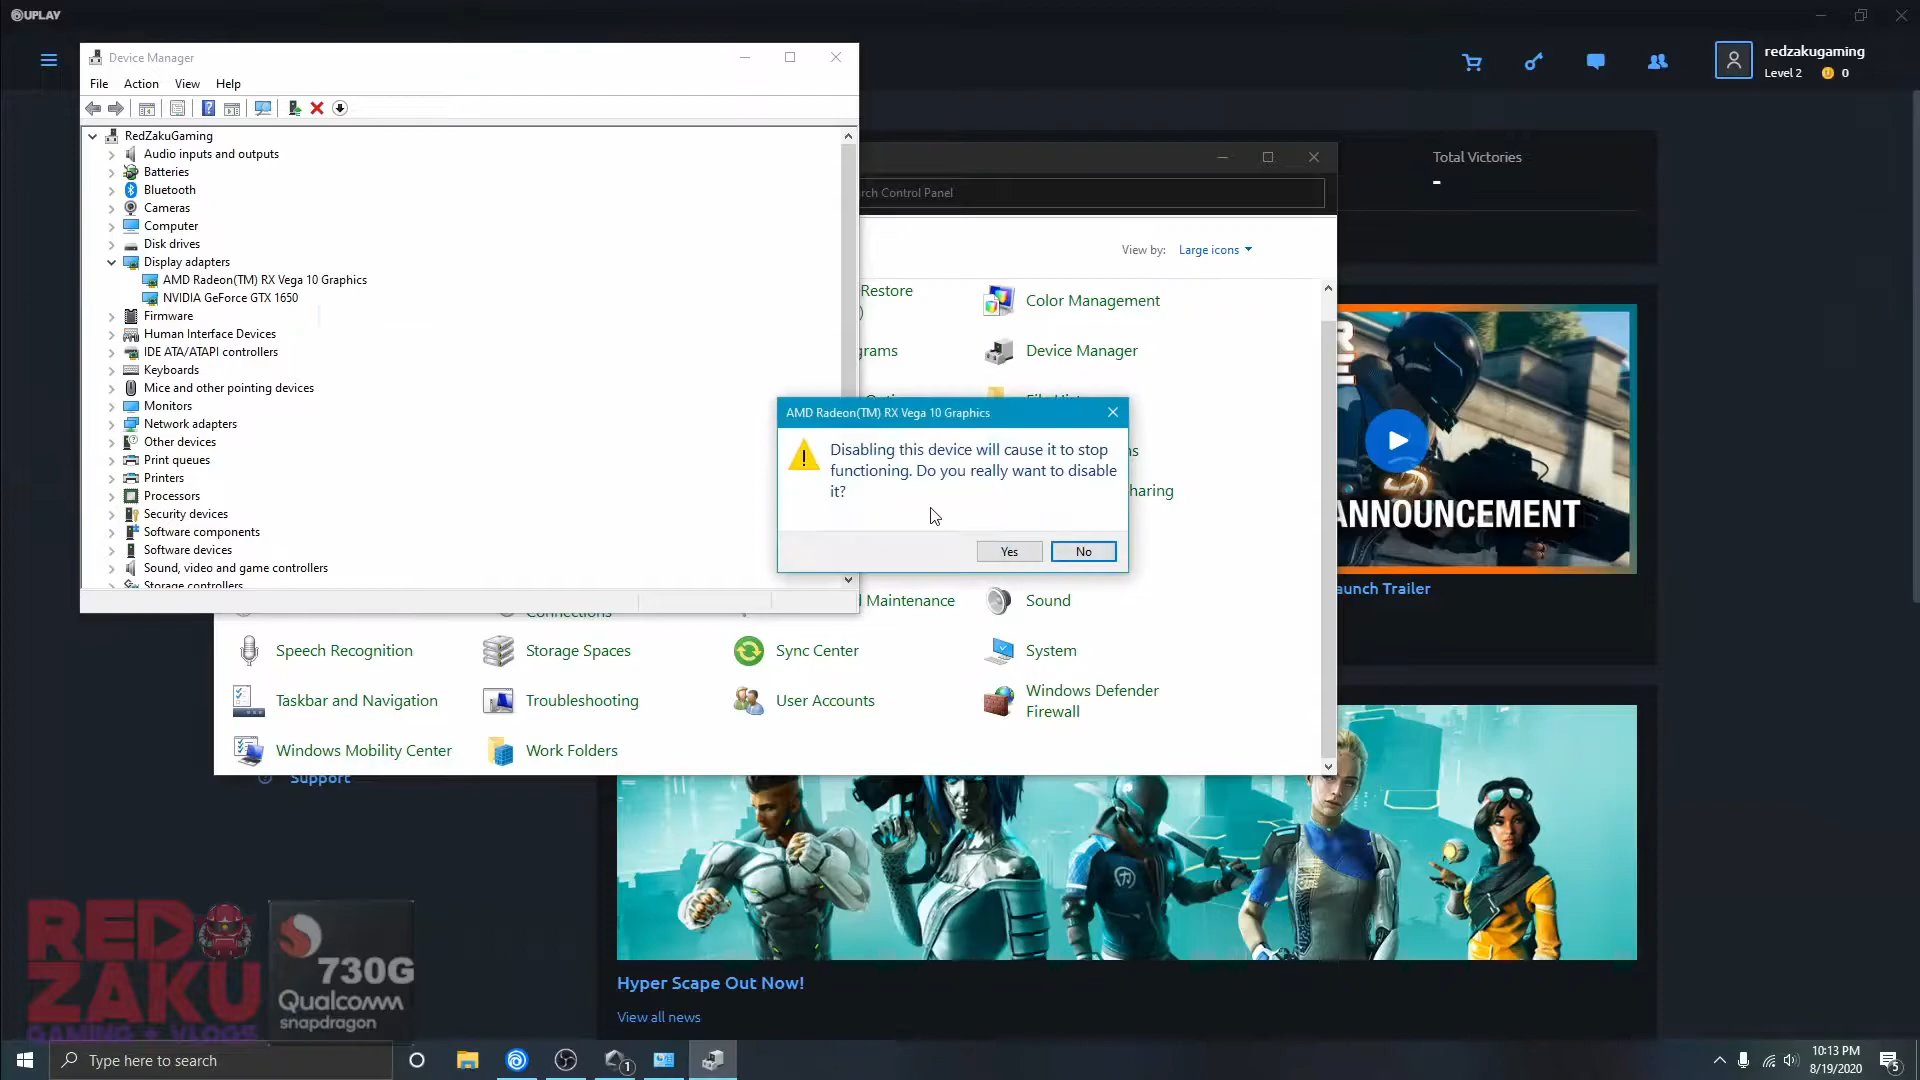 UPLAY
redzakugaming
Level 2 0
Device Manager
File Action View Help
RedZakuGaming
Audio inputs and outputs
Batteries
Bluetooth
Cameras
Computer
Disk drives
Display adapters
AMD Radeon(TM) RX Vega 10 Graphics
NVIDIA GeForce GTX 1650
Firmware
Human Interface Devices
IDE ATA/ATAPI controllers
Keyboards
Mice and other pointing devices
Monitors
Network adapters
Other devices
Print queues
Printers
Processors
Security devices
Software components
Software devices
Sound, video and game controllers
Storage controllers
Total Victories
-
rch Control Panel
View by: Large icons
Restore
)
Color Management
grams
Device Manager
AMD Radeon(TM) RX Vega 10 Graphics
Disabling this device will cause it to stop
functioning. Do you really want to disable
it?
Yes No
ns
haring
Connections
Maintenance
Sound
Speech Recognition
Storage Spaces
Sync Center
System
Taskbar and Navigation
Troubleshooting
User Accounts
Windows Defender
Firewall
Windows Mobility Center
Work Folders
Support
ANNOUNCEMENT
aunch Trailer
Hyper Scape Out Now!
View all news
RED
ZAKU
GAMING + VLOGS
730G
Qualcomm
snapdragon
Type here to search
1
10:13 PM
8/19/2020
5